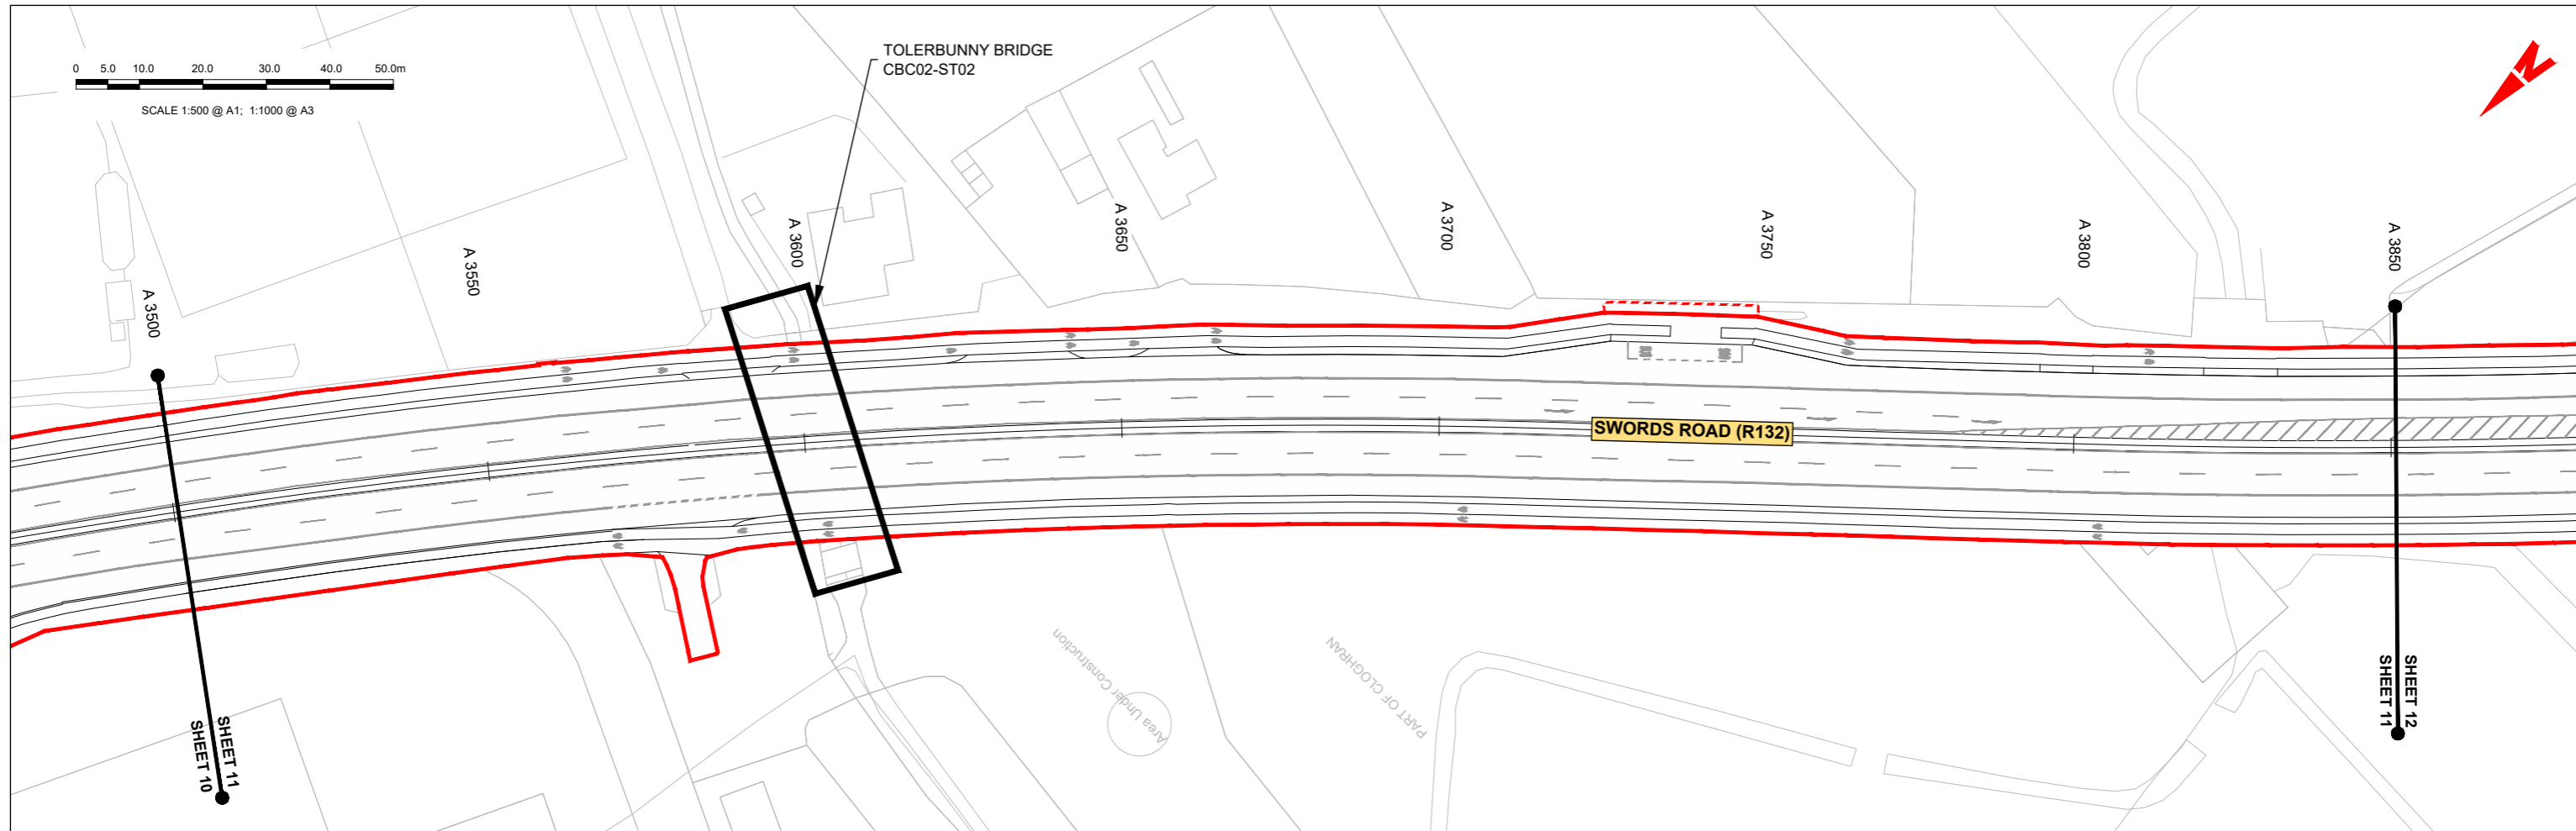 TOLERBUNNY BRIDGE
CBC02-ST02
0 5.0 10.0 20.0 30.0 40.0 50.0m
SCALE 1:500 @ A1; 1:1000 @ A3
N
A 3500
A 3550
A 3600
A 3650
A 3700
A 3750
A 3800
A 3850
SWORDS ROAD (R132)
Area Under Construction
PART OF CLOGHRAN
SHEET 11
SHEET 10
SHEET 12
SHEET 11